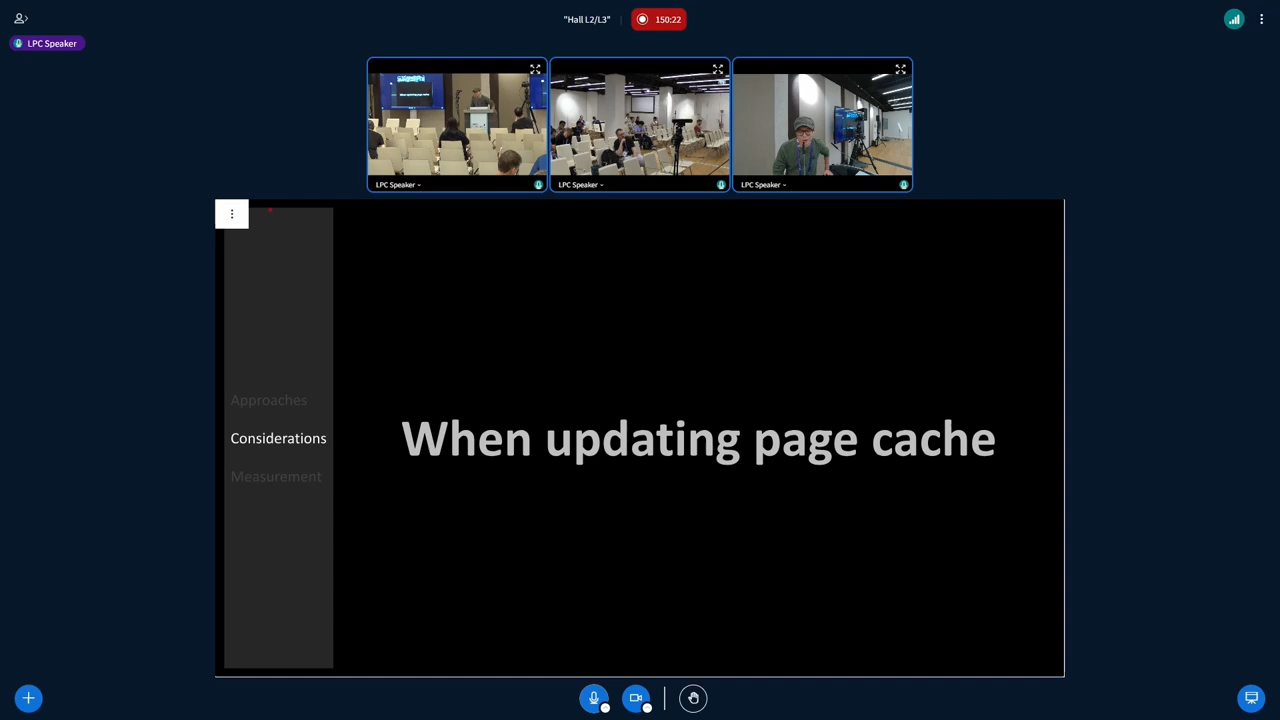 "Hall L2/L3"
150:22
LPC Speaker
LPC Speaker
LPC Speaker
LPC Speaker
Approaches
Considerations
Measurement
When updating page cache